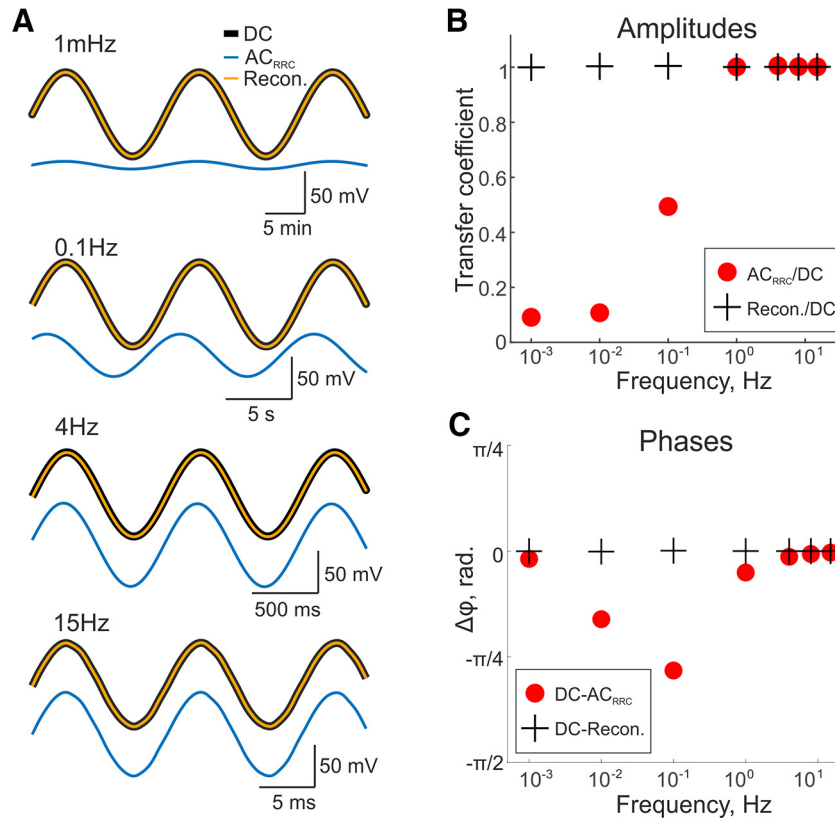 A
1mHz
DC
AC_RRC
Recon.
50 mV
5 min
0.1Hz
50 mV
5 s
4Hz
50 mV
500 ms
15Hz
50 mV
5 ms
B
Amplitudes
Transfer coefficient
1
0.8
0.6
0.4
0.2
0
AC_RRC/DC
Recon./DC
10^-3
10^-2
10^-1
10^0
10^1
Frequency, Hz
C
Phases
Δφ, rad.
π/4
0
-π/4
-π/2
DC-AC_RRC
DC-Recon.
10^-3
10^-2
10^-1
10^0
10^1
Frequency, Hz